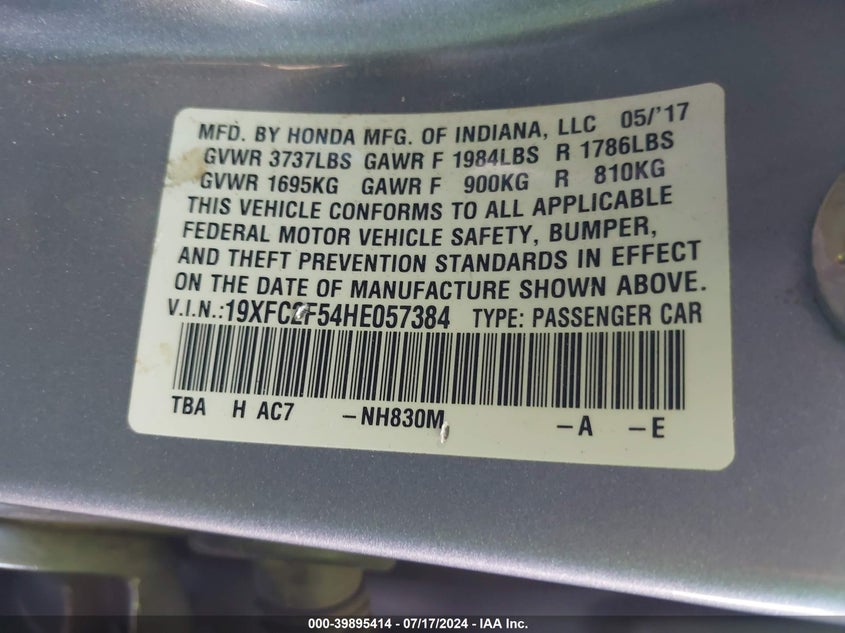 MFD. BY HONDA MFG. OF INDIANA, LLC 05/'17
GVWR 3737LBS GAWR F 1984LBS R 1786LBS
GVWR 1695KG GAWR F 900KG R 810KG
THIS VEHICLE CONFORMS TO ALL APPLICABLE
FEDERAL MOTOR VEHICLE SAFETY, BUMPER,
AND THEFT PREVENTION STANDARDS IN EFFECT
ON THE DATE OF MANUFACTURE SHOWN ABOVE.
V.I.N.:19XFC2F54HE057384 TYPE: PASSENGER CAR
TBA H AC7 –NH830M –A –E
000-39895414 / 07/17/2024 - IAA Inc.